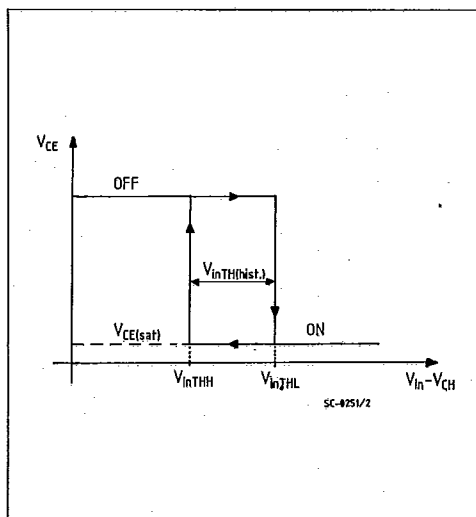 V_CE
OFF
V_inTH(hist.)
V_CE(sat)
ON
V_inTHH
V_inTHL
V_in-V_CH
SC-0251/2